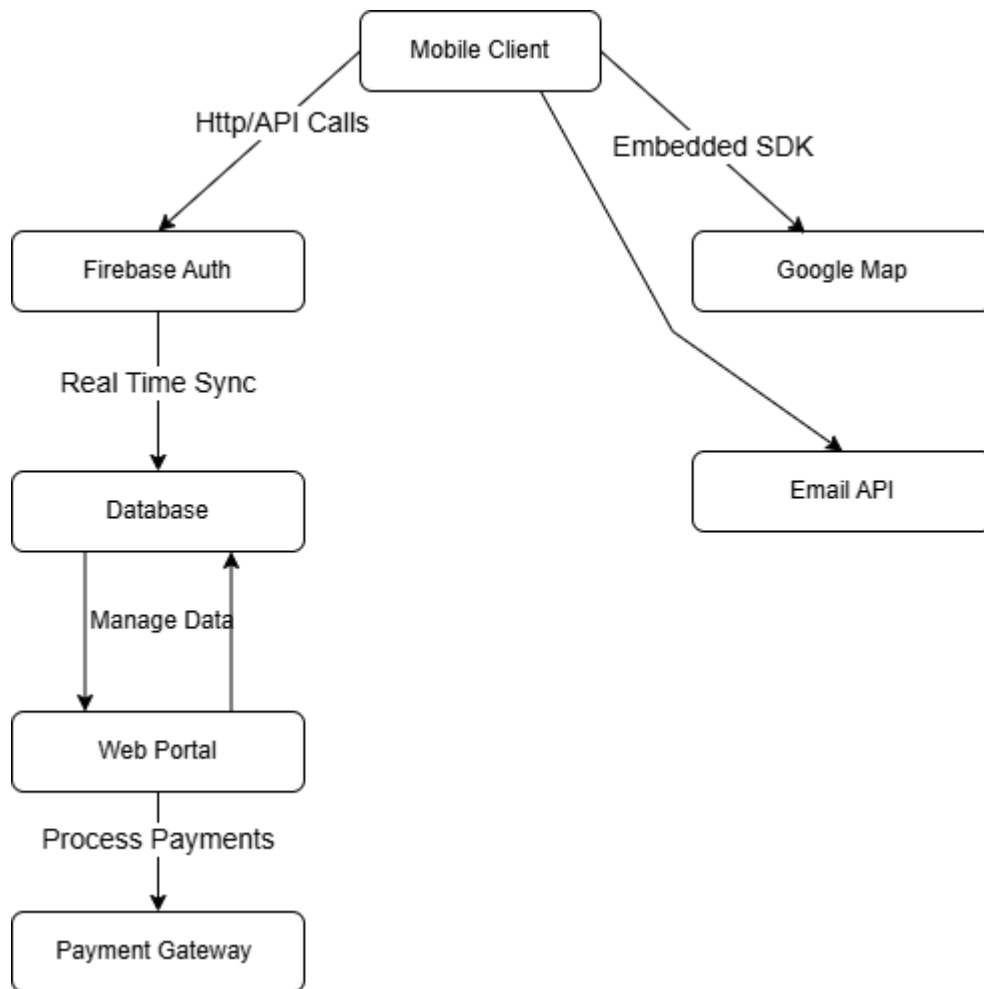 Mobile Client
Http/API Calls
Embedded SDK
Firebase Auth
Google Map
Real Time Sync
Database
Email API
Manage Data
Web Portal
Process Payments
Payment Gateway